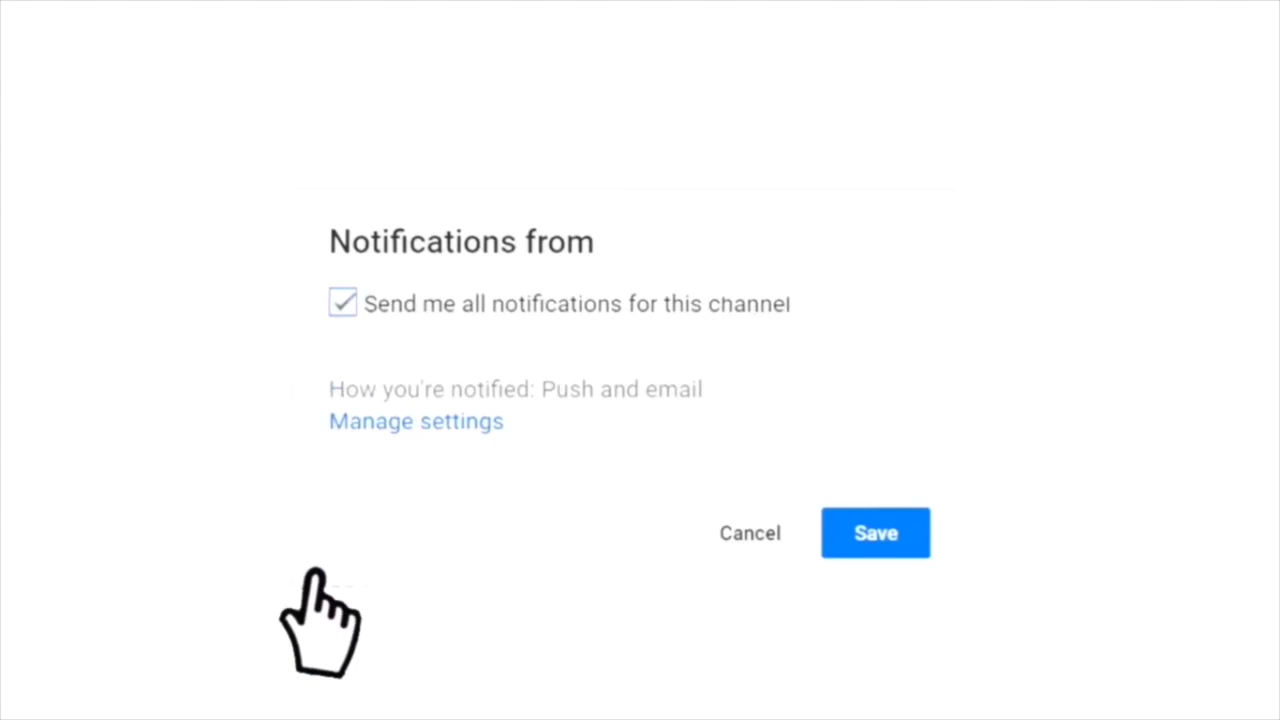 Notifications from
Send me all notifications for this channel
How you're notified: Push and email
Manage settings
Cancel
Save